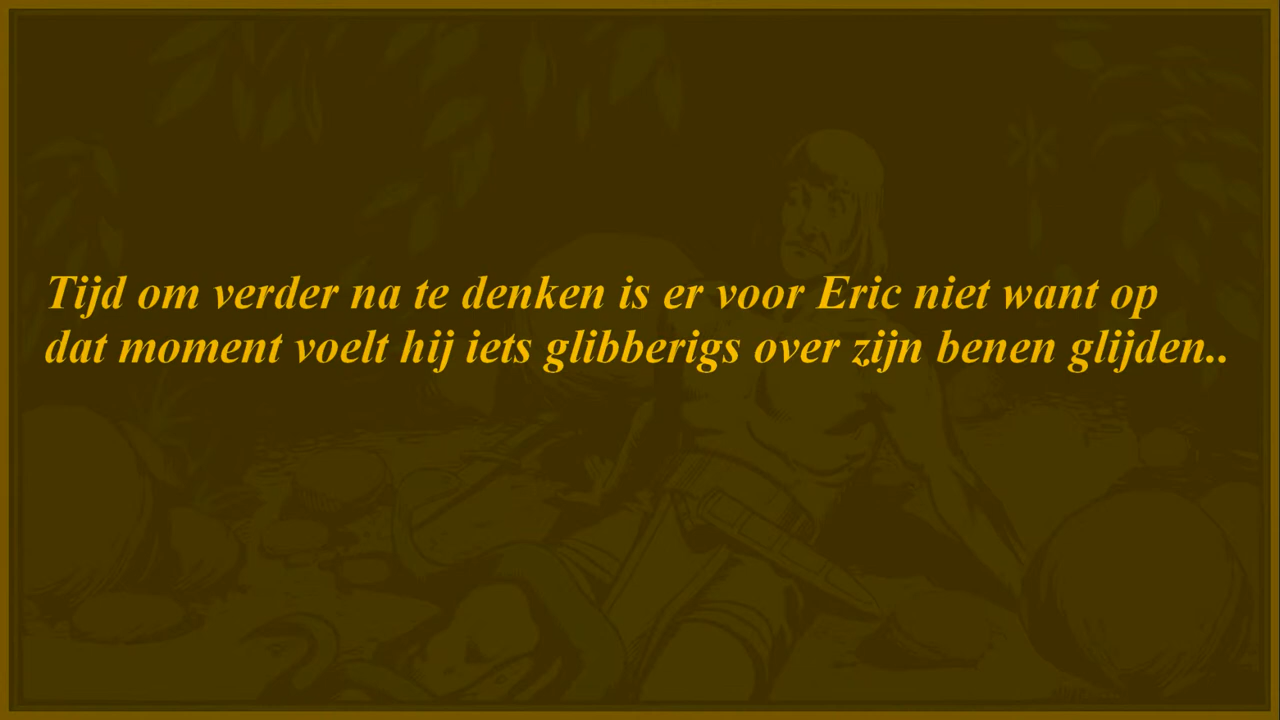 Tijd om verder na te denken is er voor Eric niet want op
dat moment voelt hij iets glibberigs over zijn benen glijden..